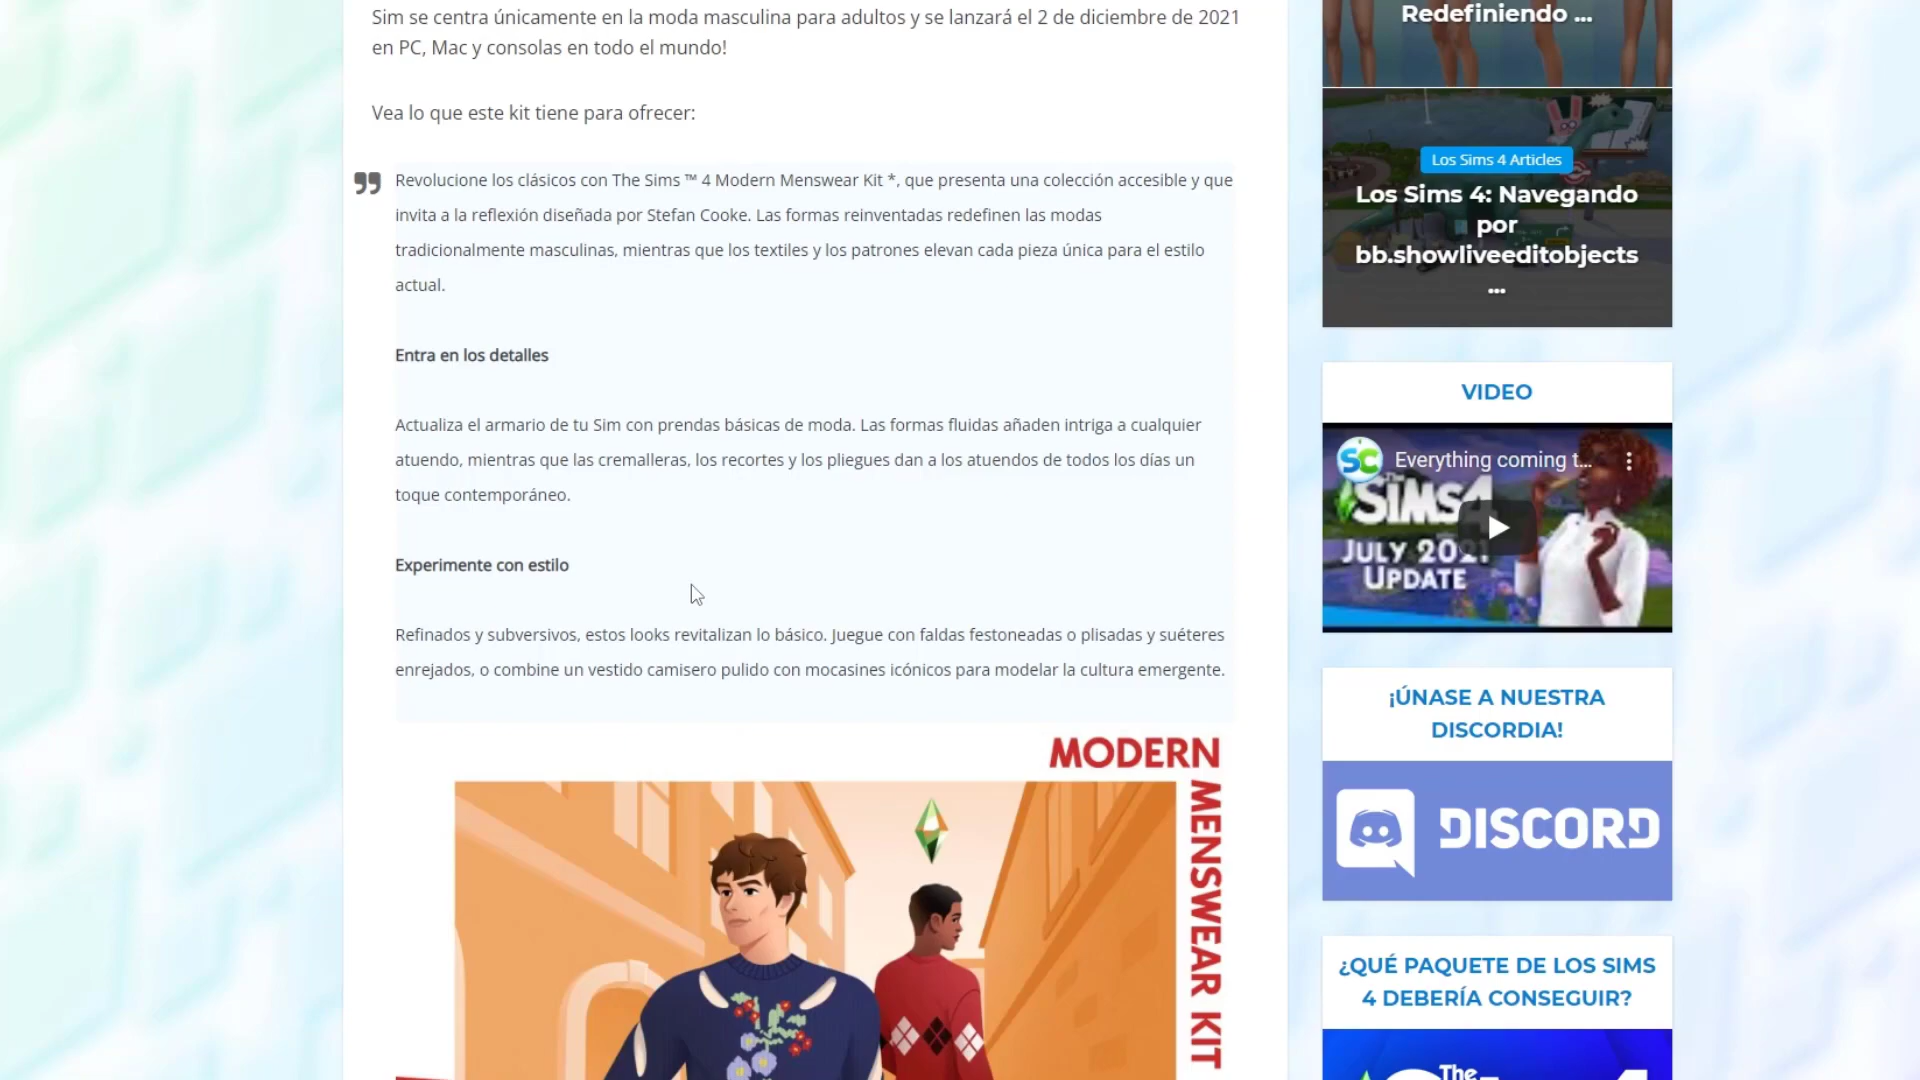 Sim se centra únicamente en la moda masculina para adultos y se lanzará el 2 de diciembre de 2021
en PC, Mac y consolas en todo el mundo!
Vea lo que este kit tiene para ofrecer:
Revolucione los clásicos con The Sims ™ 4 Modern Menswear Kit *, que presenta una colección accesible y que
invita a la reflexión diseñada por Stefan Cooke. Las formas reinventadas redefinen las modas
tradicionalmente masculinas, mientras que los textiles y los patrones elevan cada pieza única para el estilo
actual.
Entra en los detalles
Actualiza el armario de tu Sim con prendas básicas de moda. Las formas fluidas añaden intriga a cualquier
atuendo, mientras que las cremalleras, los recortes y los pliegues dan a los atuendos de todos los días un
toque contemporáneo.
Experimente con estilo
Refinados y subversivos, estos looks revitalizan lo básico. Juegue con faldas festoneadas o plisadas y suéteres
enrejados, o combine un vestido camisero pulido con mocasines icónicos para modelar la cultura emergente.
MODERN
MENSWEAR KIT
Redefiniendo ...
Los Sims 4 Articles
Los Sims 4: Navegando
por
bb.showliveeditobjects
...
VIDEO
SC
Everything coming t...
The
SIMS 4
JULY 2021
UPDATE
¡ÚNASE A NUESTRA
DISCORDIA!
DISCORD
¿QUÉ PAQUETE DE LOS SIMS
4 DEBERÍA CONSEGUIR?
The